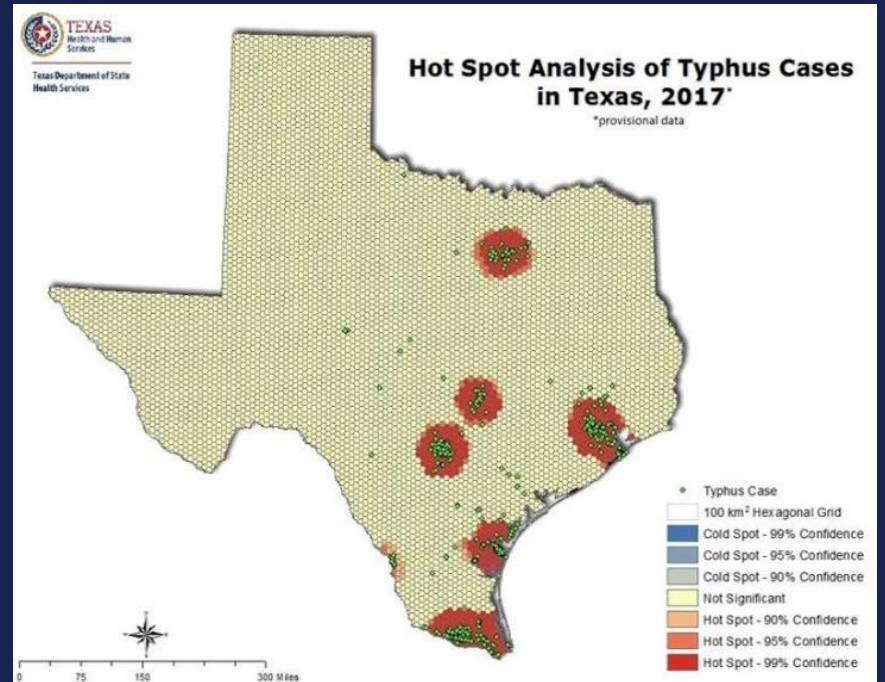 TEXAS
Health and Human
Services
Texas Department of State
Health Services
Hot Spot Analysis of Typhus Cases
in Texas, 2017*
*provisional data
Typhus Case
100 km² Hexagonal Grid
Cold Spot - 99% Confidence
Cold Spot - 95% Confidence
Cold Spot - 90% Confidence
Not Significant
Hot Spot - 90% Confidence
Hot Spot - 95% Confidence
Hot Spot - 99% Confidence
0 75 150 300 Miles